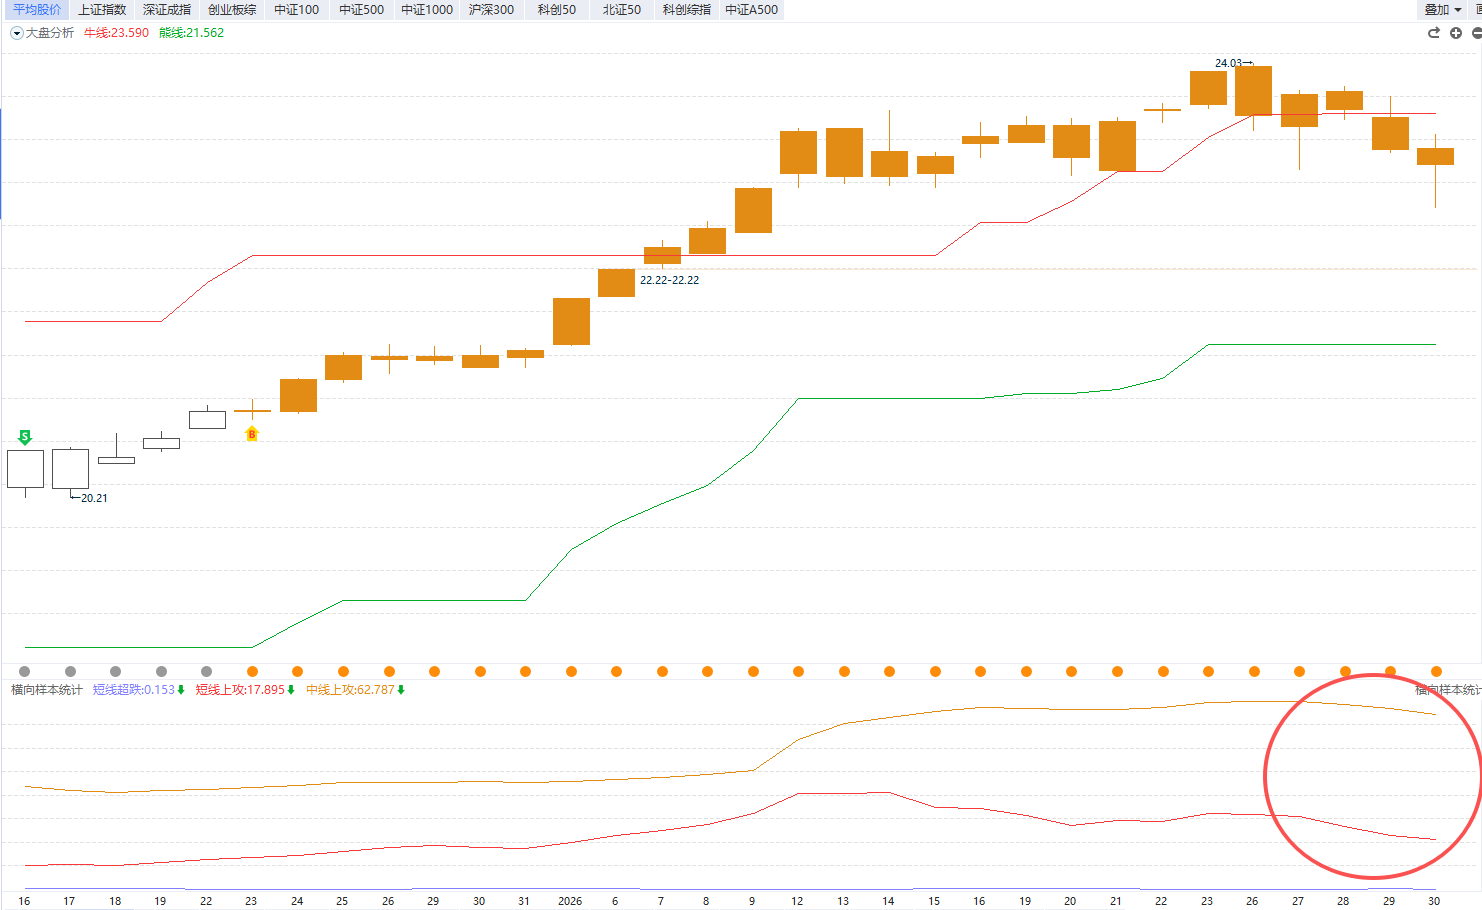 平均股价 上证指数 深证成指 创业板综 中证100 中证500 中证1000 沪深300 科创50 北证50 科创综指 中证A500 叠加
大盘分析 牛线:23.590 熊线:21.562
24.03→
22.22-22.22
S
B
←20.21
横向样本统计 短线超跌:0.153 短线上攻:17.895 中线上攻:62.787 横向样本统计
16 17 18 19 22 23 24 25 26 29 30 31 2026 6 7 8 9 12 13 14 15 16 19 20 21 22 23 26 27 28 29 30